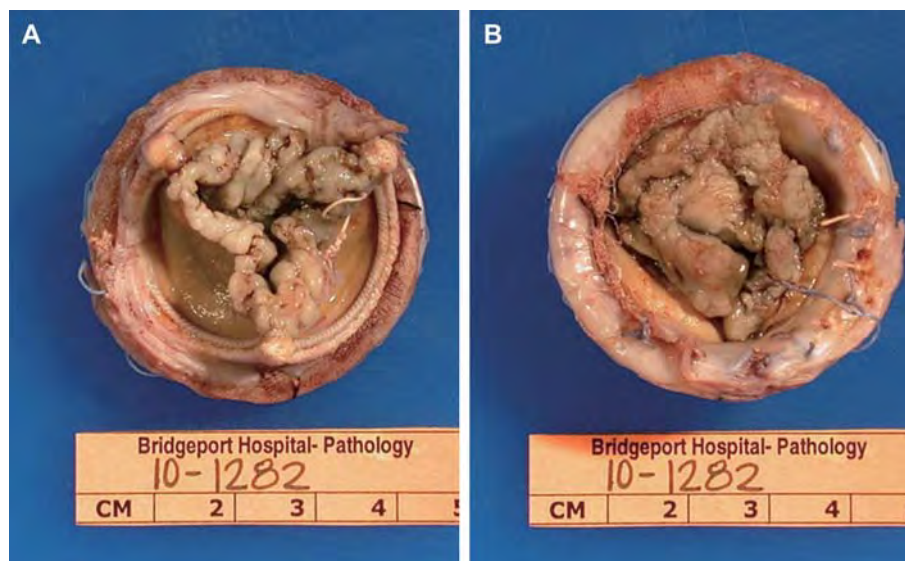 A
Bridgeport Hospital- Pathology
10-1282
CM 2 3 4 5
B
Bridgeport Hospital- Pathology
10-1282
CM 2 3 4